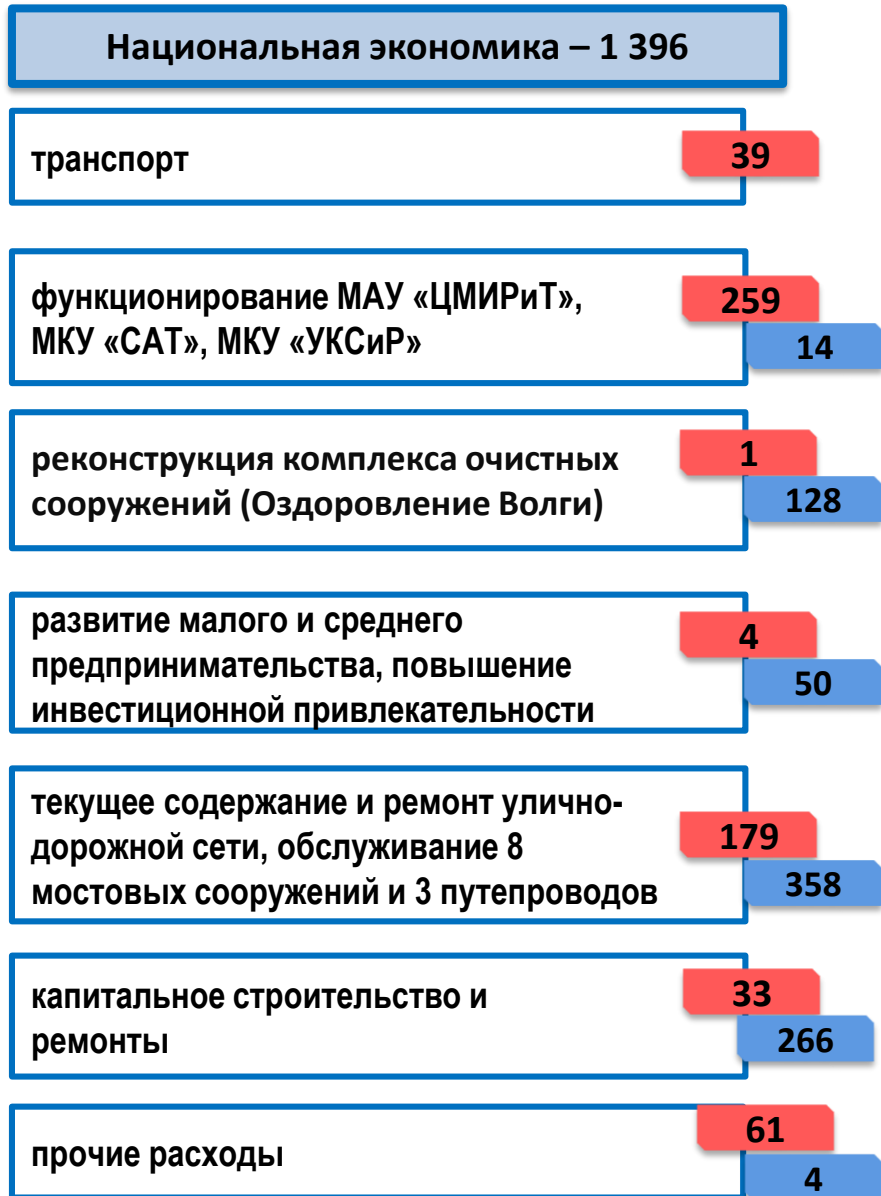 Национальная экономика – 1 396
транспорт
39
функционирование МАУ «ЦМИРиТ»,
МКУ «САТ», МКУ «УКСиР»
259
14
реконструкция комплекса очистных
сооружений (Оздоровление Волги)
1
128
развитие малого и среднего
предпринимательства, повышение
инвестиционной привлекательности
4
50
текущее содержание и ремонт улично-
дорожной сети, обслуживание 8
мостовых сооружений и 3 путепроводов
179
358
капитальное строительство и
ремонты
33
266
прочие расходы
61
4